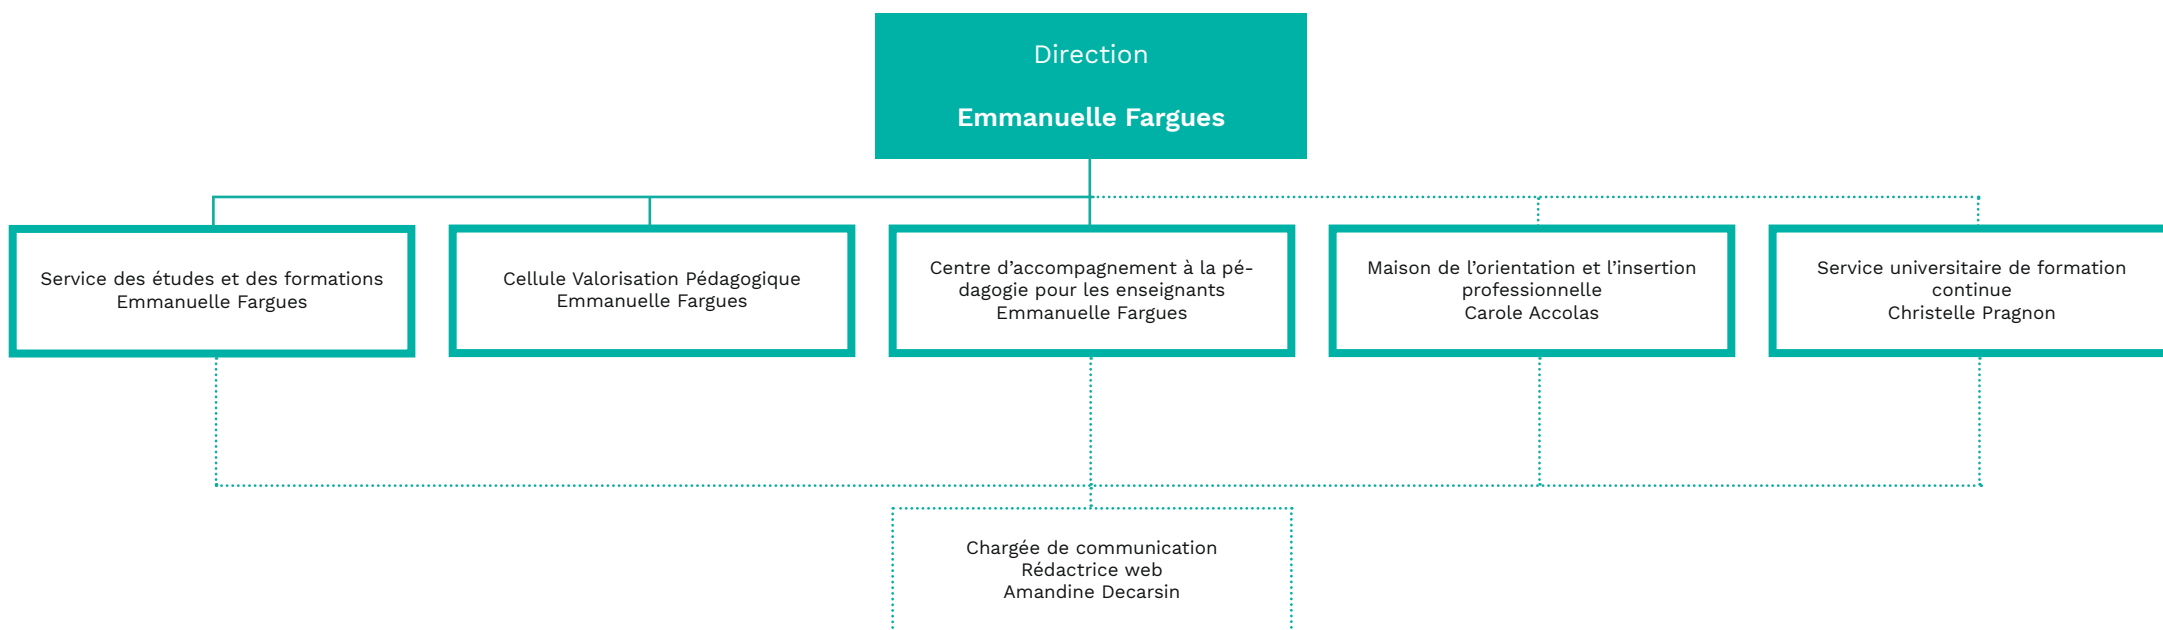 Direction
Emmanuelle Fargues
Service des études et des formations
Emmanuelle Fargues
Cellule Valorisation Pédagogique
Emmanuelle Fargues
Centre d’accompagnement à la pé-
dagogie pour les enseignants
Emmanuelle Fargues
Maison de l’orientation et l’insertion
professionnelle
Carole Accolas
Service universitaire de formation
continue
Christelle Pragnon
Chargée de communication
Rédactrice web
Amandine Decarsin